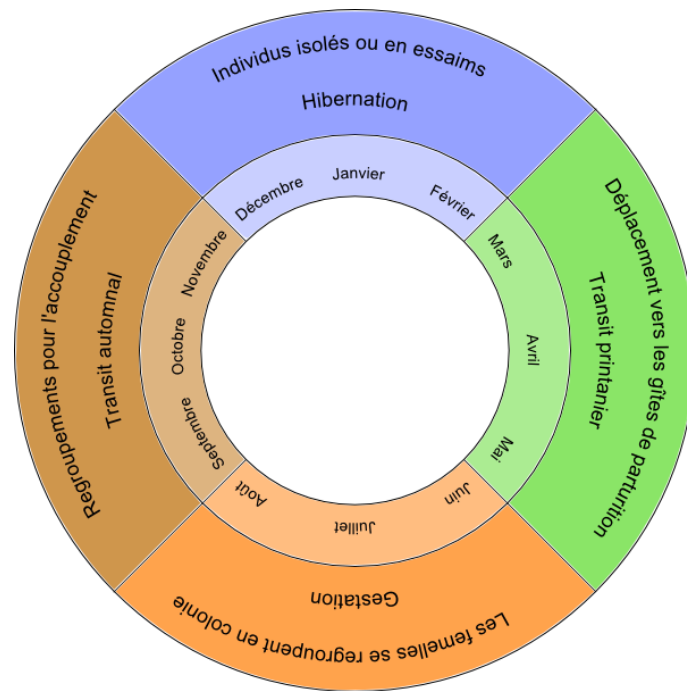 Individus isolés ou en essaims
Hibernation
Décembre
Janvier
Février
Déplacement vers les gîtes de parturition
Transit printanier
Mars
Avril
Mai
Les femelles se regroupent en colonie
Gestation
Juin
Juillet
Août
Regroupements pour l'accouplement
Transit automnal
Septembre
Octobre
Novembre